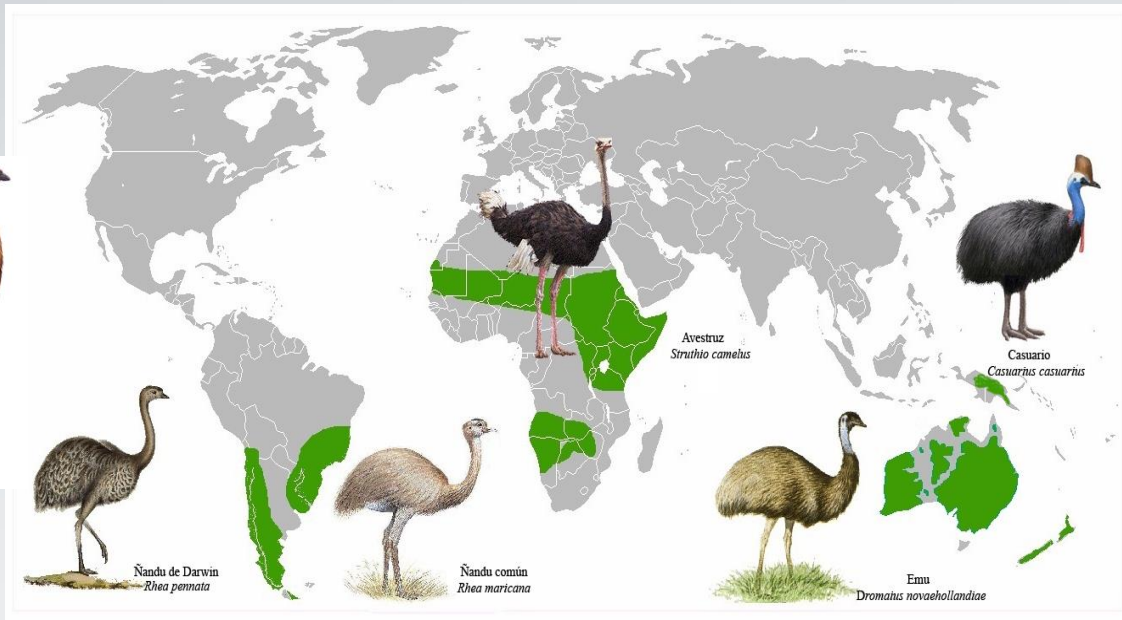 Avestruz
Struthio camelus
Casuario
Casuarius casuarius
Ñandu de Darwin
Rhea pennata
Ñandu común
Rhea maricana
Emu
Dromaius novaehollandiae